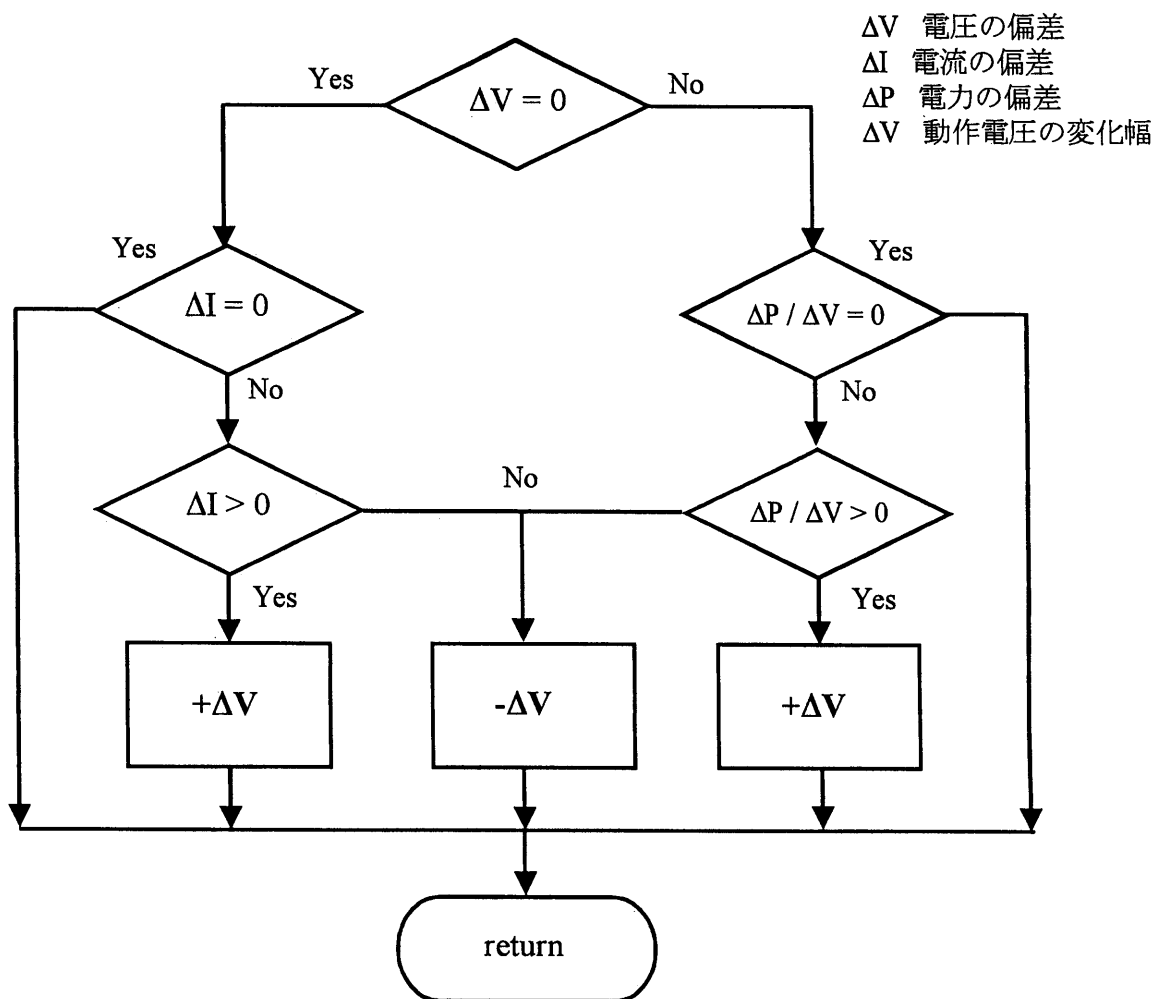 ΔV 電圧の偏差
ΔI 電流の偏差
ΔP 電力の偏差
ΔV 動作電圧の変化幅
Yes
ΔV = 0
No
Yes
ΔI = 0
No
Yes
ΔP / ΔV = 0
No
ΔI > 0
No
ΔP / ΔV > 0
Yes
Yes
+ΔV
-ΔV
+ΔV
return